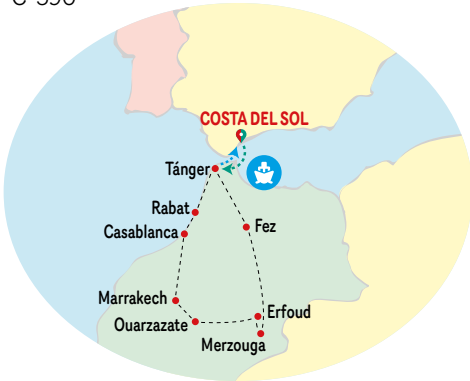 COSTA DEL SOL
Tánger
Rabat
Fez
Casablanca
Marrakech
Erfoud
Ouarzazate
Merzouga